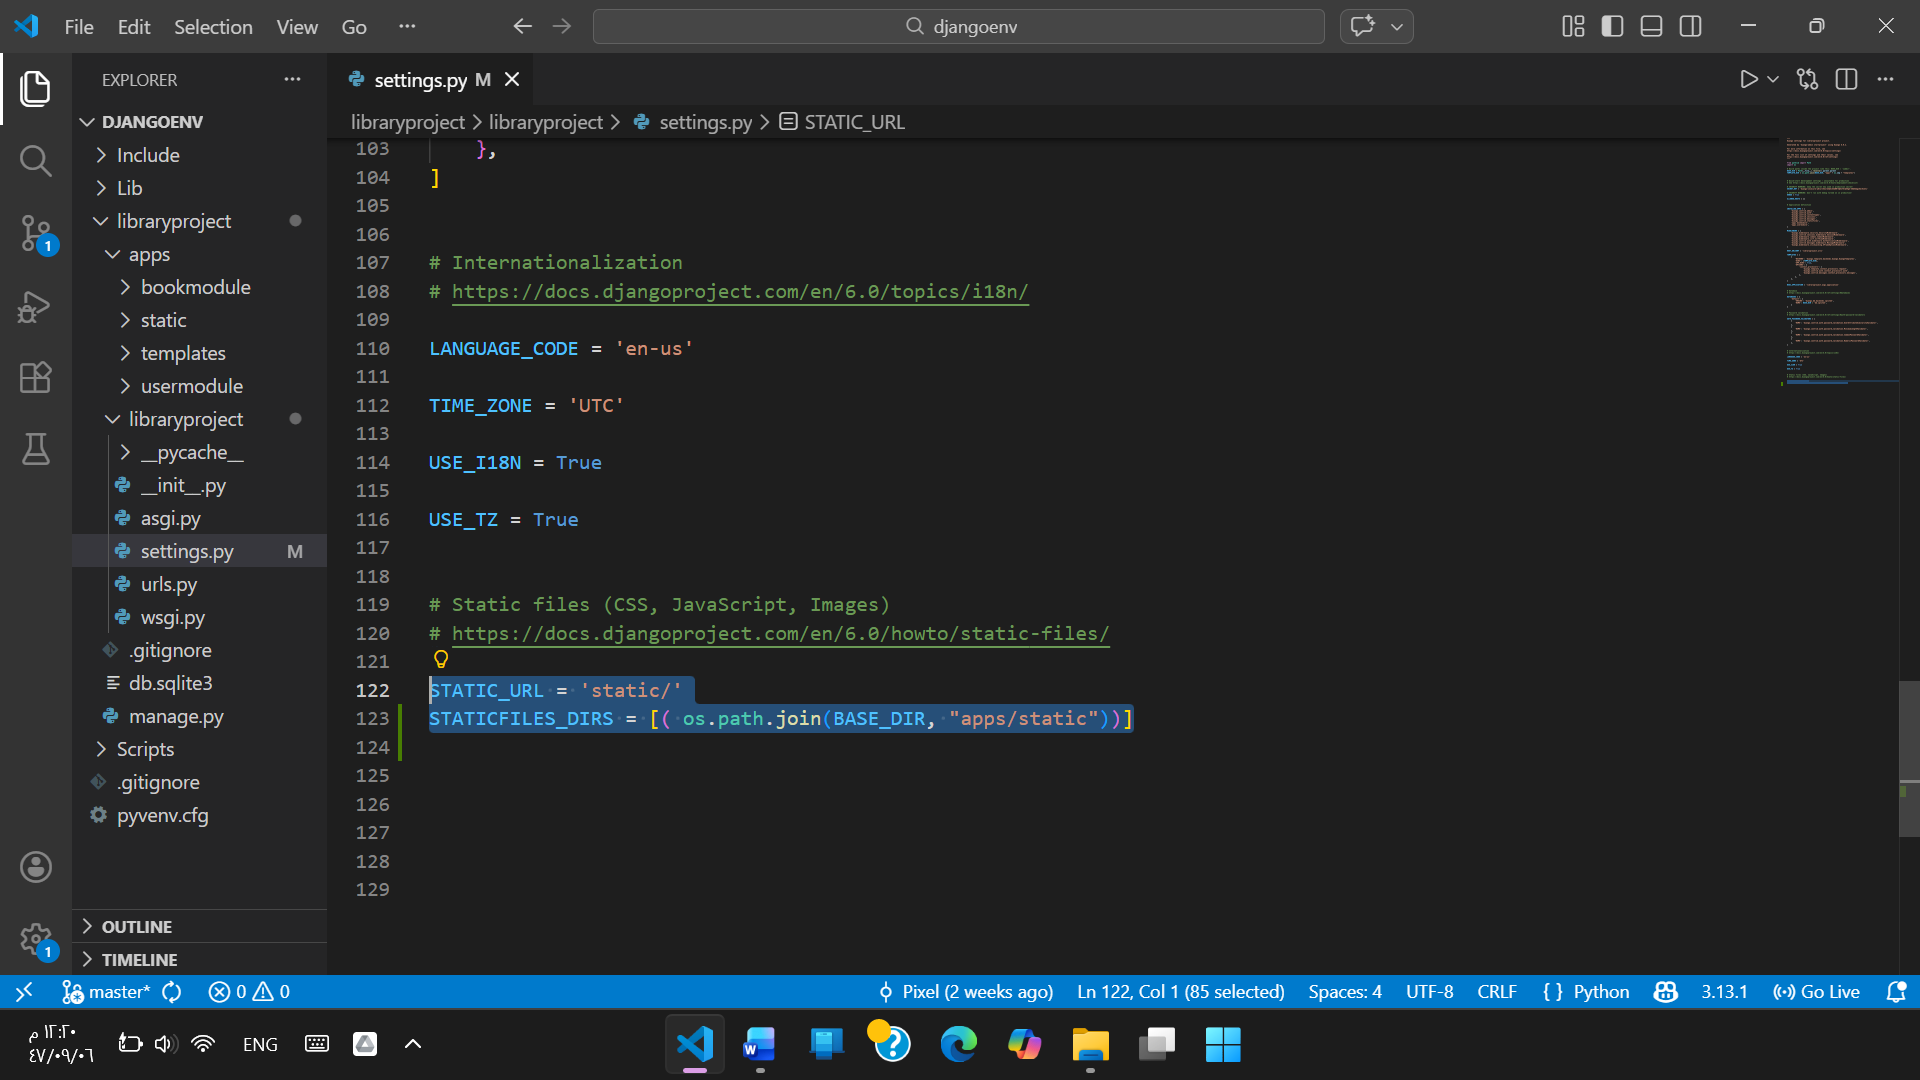 File Edit Selection View Go ··· djangoenv
EXPLORER ···
settings.py M
DJANGOENV
libraryproject > libraryproject > settings.py > STATIC_URL
Include
Lib
libraryproject
apps
bookmodule
static
templates
usermodule
libraryproject
__pycache__
__init__.py
asgi.py
settings.py M
urls.py
wsgi.py
.gitignore
db.sqlite3
manage.py
Scripts
.gitignore
pyvenv.cfg
OUTLINE
TIMELINE
103 },
104 ]
105
106
107 # Internationalization
108 # https://docs.djangoproject.com/en/6.0/topics/i18n/
109
110 LANGUAGE_CODE = 'en-us'
111
112 TIME_ZONE = 'UTC'
113
114 USE_I18N = True
115
116 USE_TZ = True
117
118
119 # Static files (CSS, JavaScript, Images)
120 # https://docs.djangoproject.com/en/6.0/howto/static-files/
121
122 STATIC_URL = 'static/'
123 STATICFILES_DIRS = [( os.path.join(BASE_DIR, "apps/static"))]
124
125
126
127
128
129
1
1
master* 0 0 Pixel (2 weeks ago) Ln 122, Col 1 (85 selected) Spaces: 4 UTF-8 CRLF { } Python 3.13.1 Go Live
١٢:٢٠ م
٤٧/٠٩/٠٦
ENG